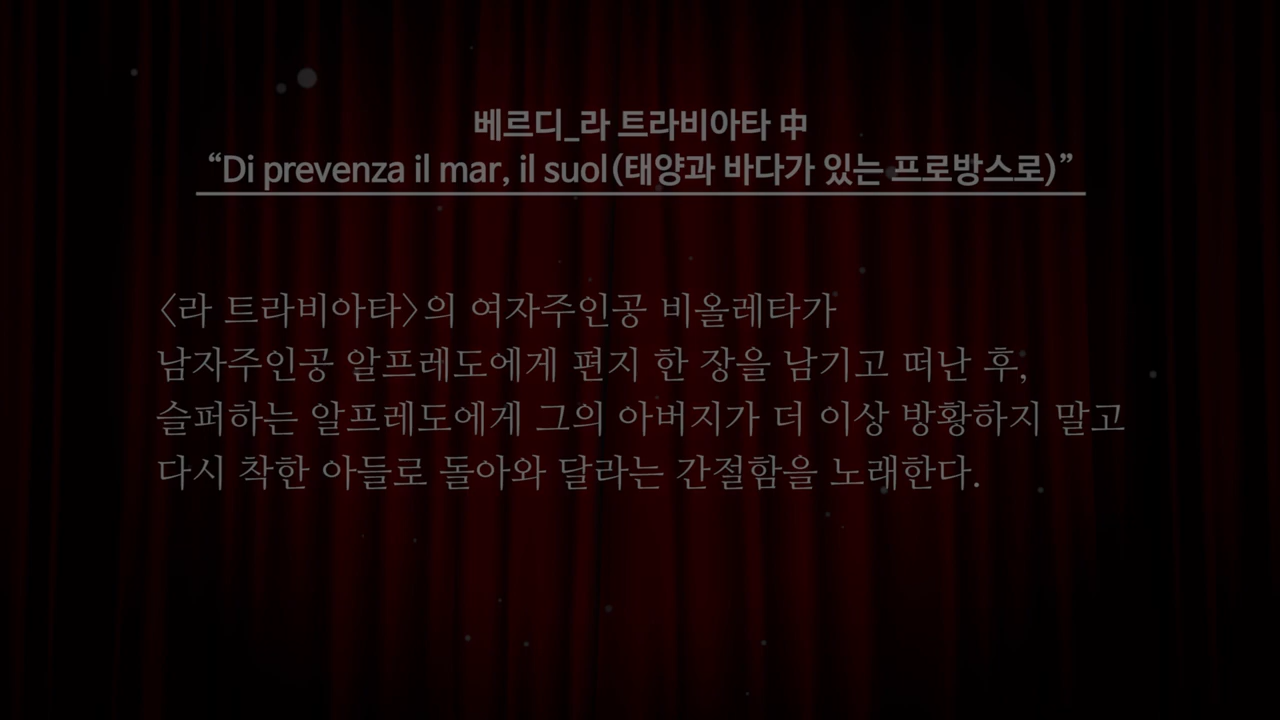 베르디_라 트라비아타 中
“Di prevenza il mar, il suol(태양과 바다가 있는 프로방스로)”
〈라 트라비아타〉의 여자주인공 비올레타가
남자주인공 알프레도에게 편지 한 장을 남기고 떠난 후,
슬퍼하는 알프레도에게 그의 아버지가 더 이상 방황하지 말고
다시 착한 아들로 돌아와 달라는 간절함을 노래한다.